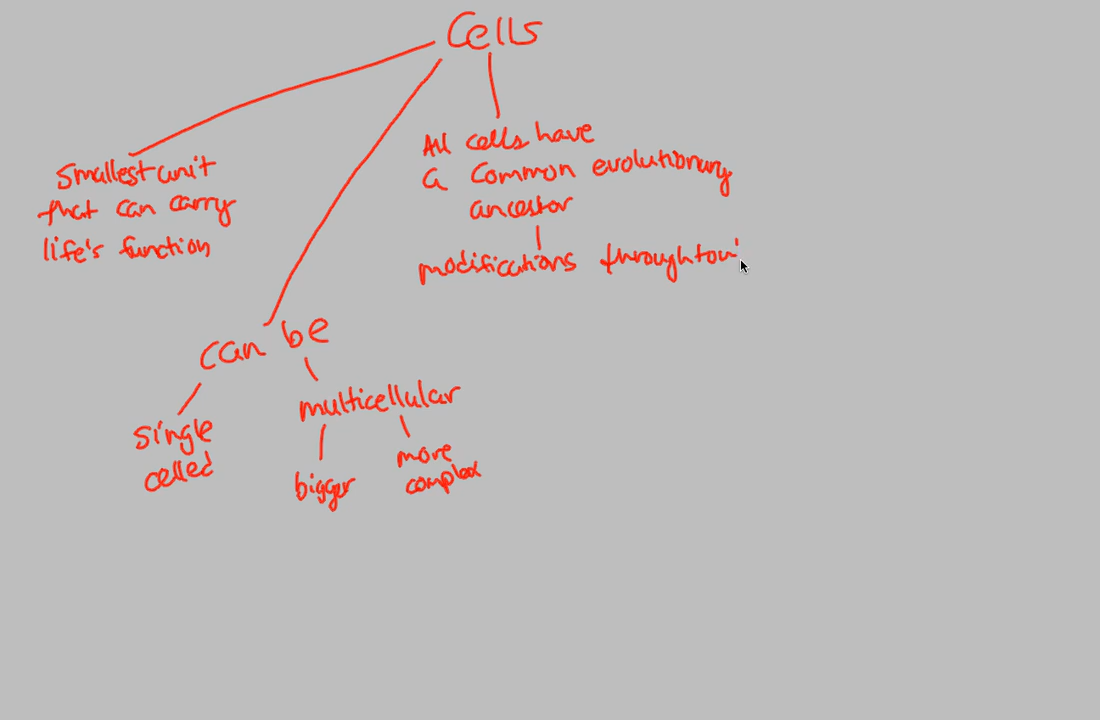 Cells
Smallest unit
that can carry
life's function
All cells have
a common evolutionary
ancestor
modifications throughtou
can be
single
celled
multicellular
bigger
more
complex